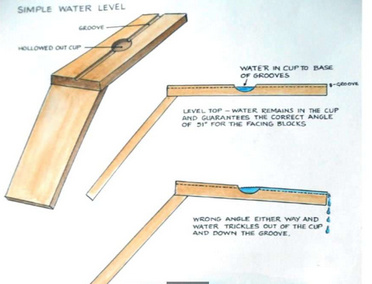 SIMPLE WATER LEVEL
GROOVE
HOLLOWED OUT CUP
WATER IN CUP TO BASE
OF GROOVES
GROOVE
LEVEL TOP – WATER REMAINS IN THE CUP
AND GUARANTEES THE CORRECT ANGLE
OF 51° FOR THE FACING BLOCKS
WRONG ANGLE EITHER WAY AND
WATER TRICKLES OUT OF THE CUP
AND DOWN THE GROOVE.